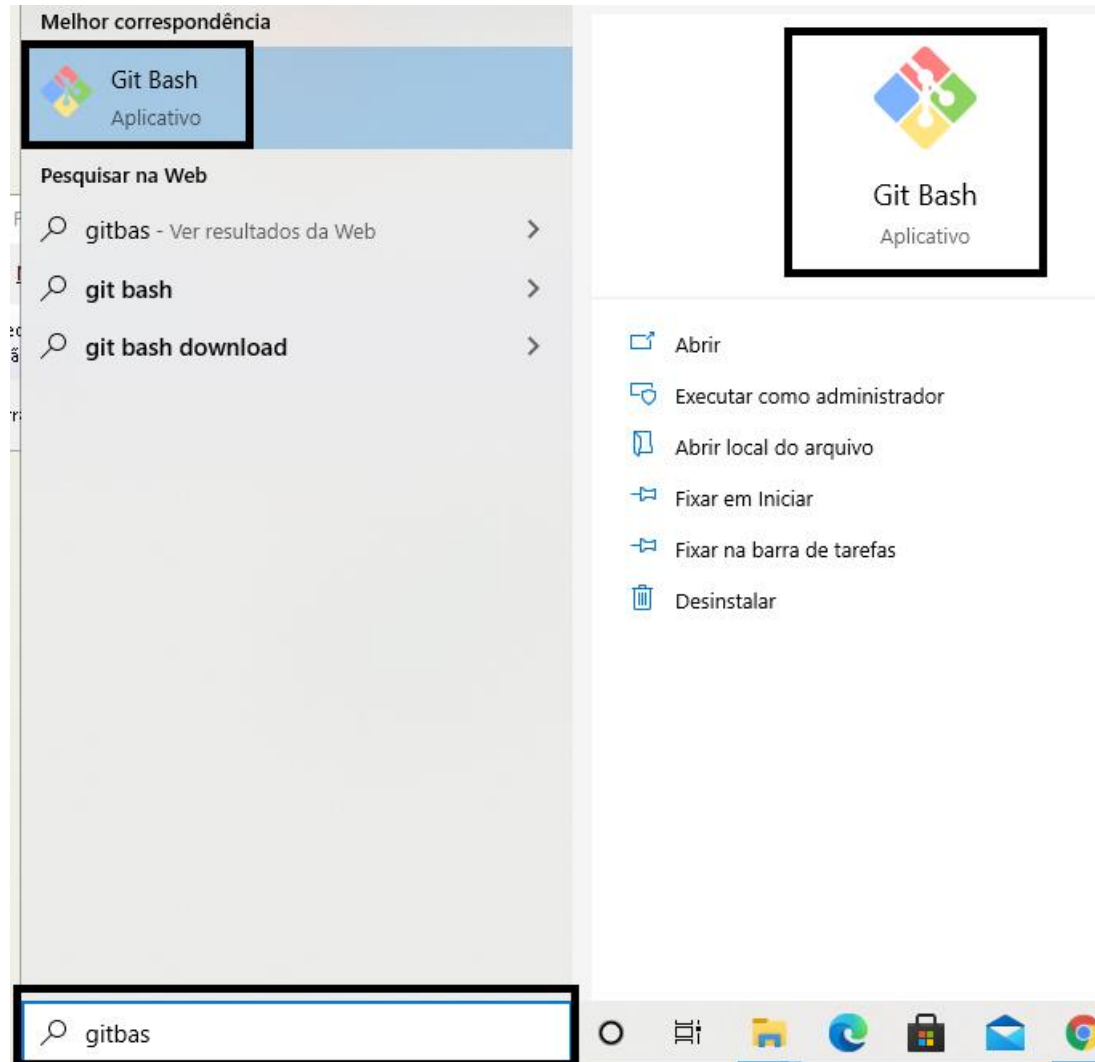 Melhor correspondência
Git Bash
Aplicativo
Pesquisar na Web
gitbas - Ver resultados da Web
git bash
git bash download
gitbas
Git Bash
Aplicativo
Abrir
Executar como administrador
Abrir local do arquivo
Fixar em Iniciar
Fixar na barra de tarefas
Desinstalar